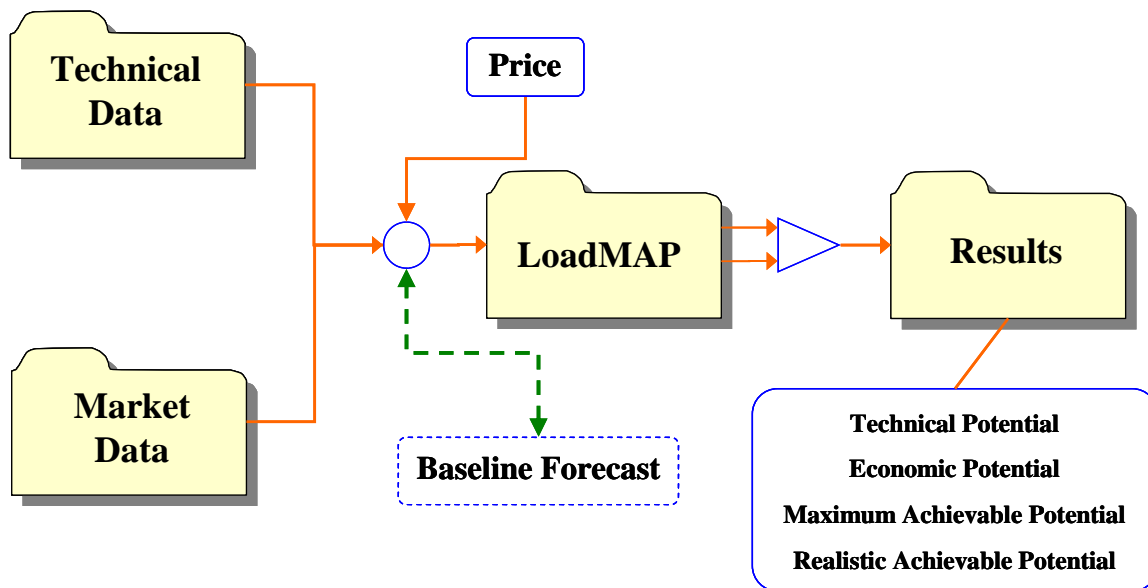 Technical
Data
Price
LoadMAP
Results
Market
Data
Baseline Forecast
Technical Potential
Economic Potential
Maximum Achievable Potential
Realistic Achievable Potential